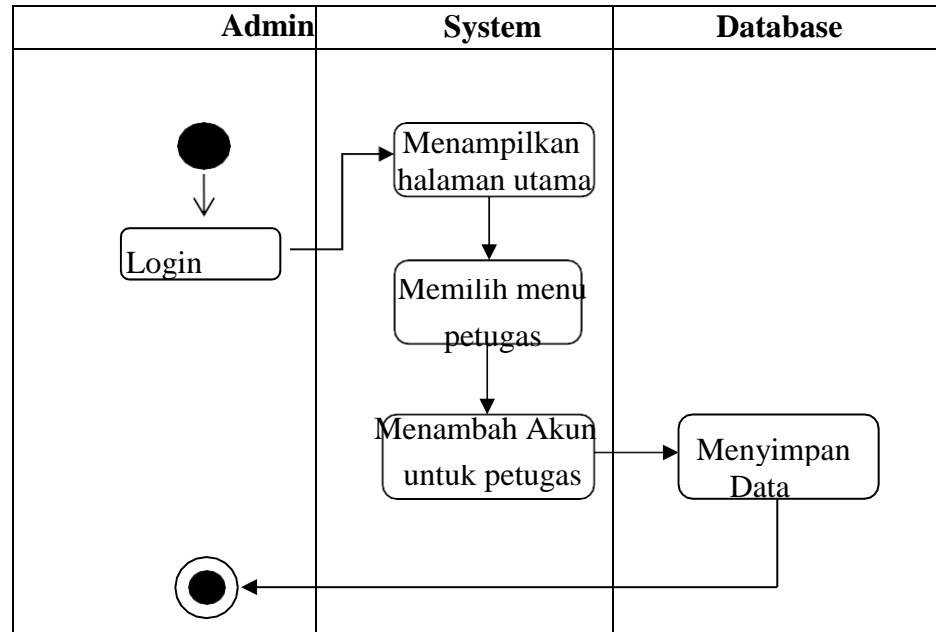 Admin
System
Database
Menampilkan
halaman utama
Login
Memilih menu
petugas
Menambah Akun
untuk petugas
Menyimpan
Data